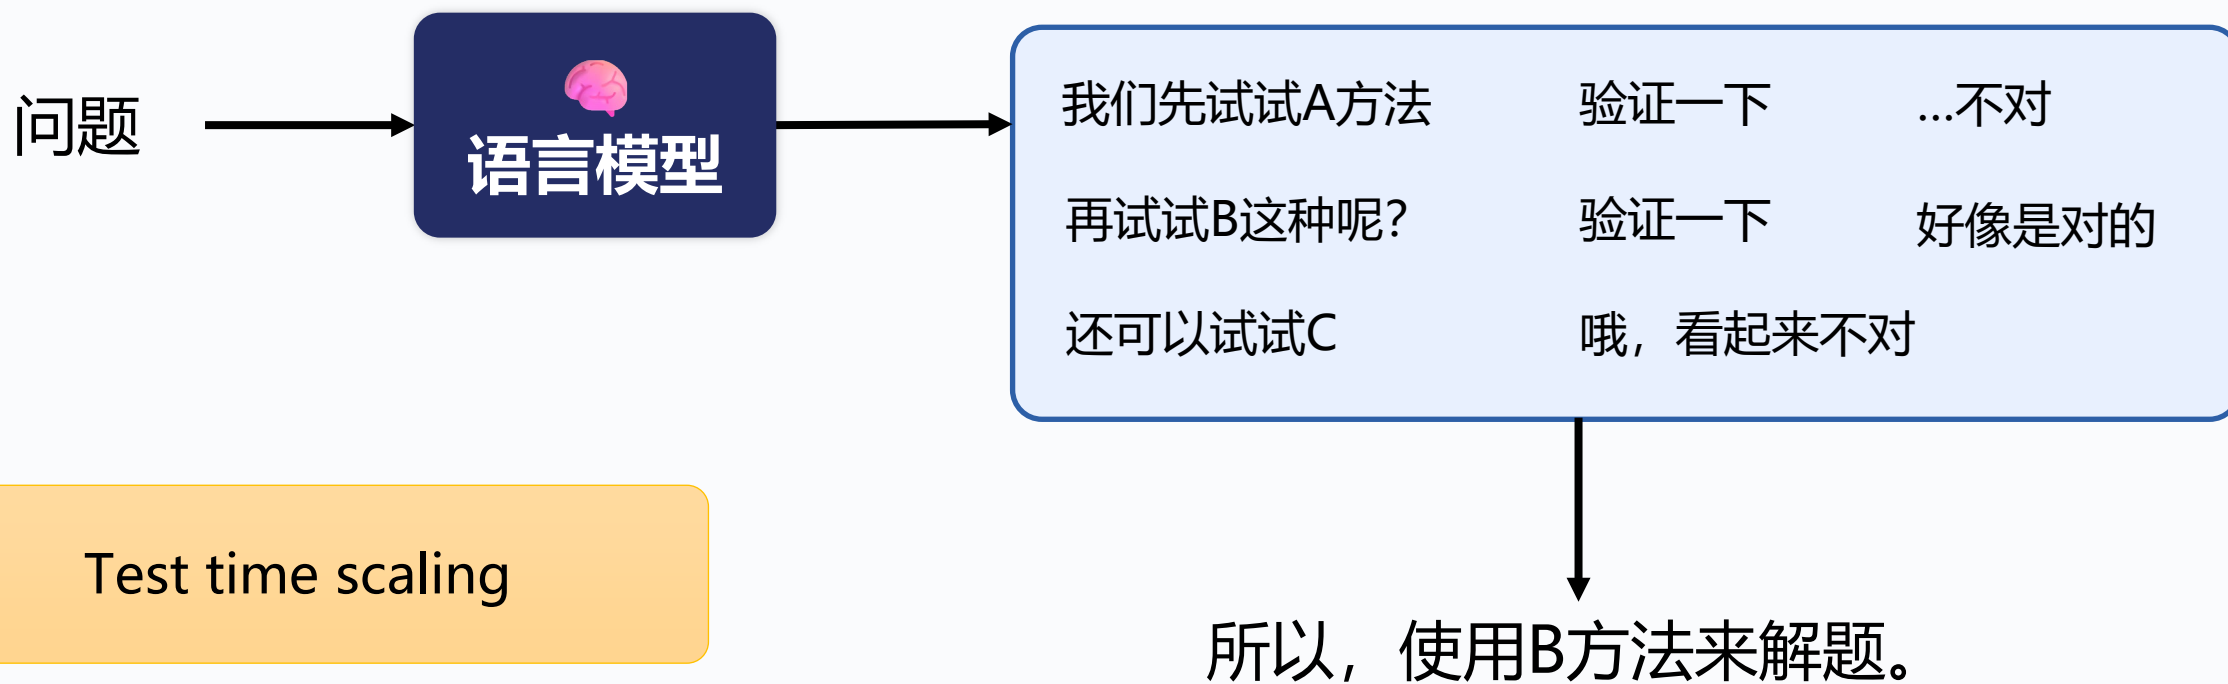 问题
语言模型
我们先试试A方法 验证一下 ...不对
再试试B这种呢? 验证一下 好像是对的
还可以试试C 哦，看起来不对
Test time scaling
所以，使用B方法来解题。